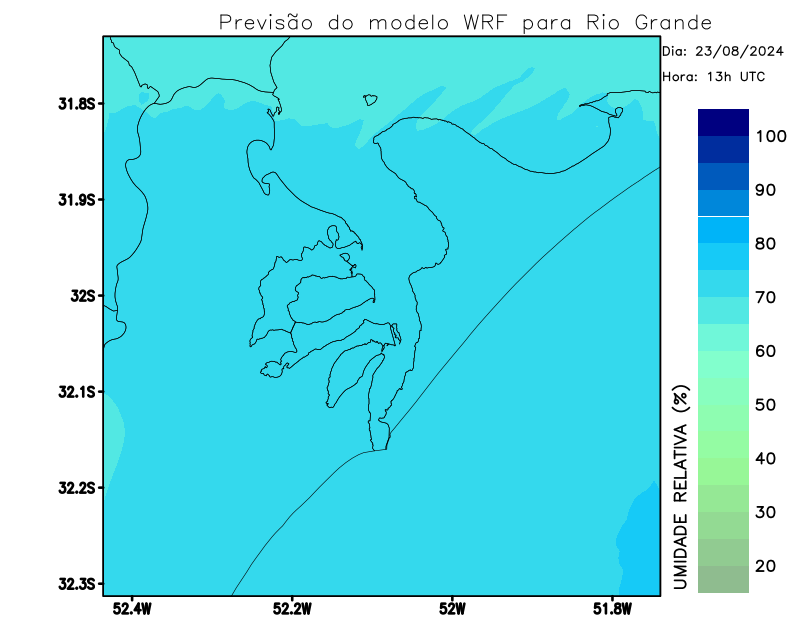 Previsão do modelo WRF para Rio Grande
Dia: 23/08/2024
Hora: 13h UTC
31.8S
31.9S
32S
32.1S
32.2S
32.3S
52.4W
52.2W
52W
51.8W
100
90
80
70
60
50
40
30
20
UMIDADE RELATIVA (%)